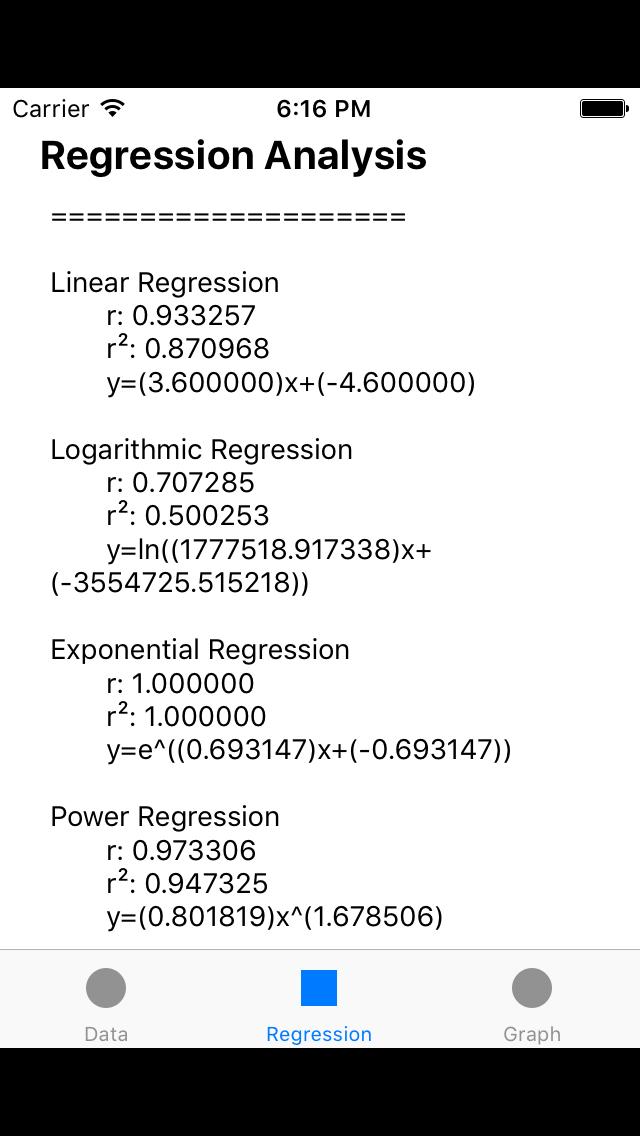 Carrier 6:16 PM
Regression Analysis
====================
Linear Regression
r: 0.933257
r²: 0.870968
y=(3.600000)x+(-4.600000)
Logarithmic Regression
r: 0.707285
r²: 0.500253
y=ln((1777518.917338)x+
(-3554725.515218))
Exponential Regression
r: 1.000000
r²: 1.000000
y=e^((0.693147)x+(-0.693147))
Power Regression
r: 0.973306
r²: 0.947325
y=(0.801819)x^(1.678506)
Data Regression Graph